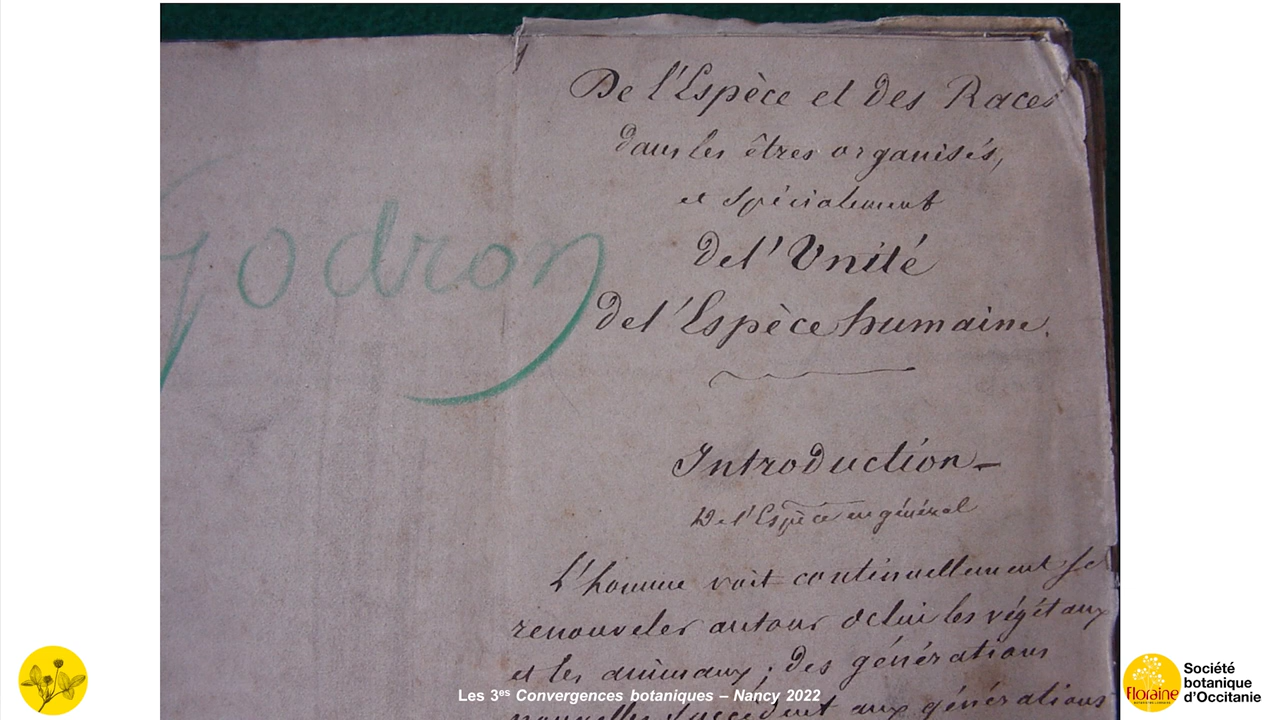 Godron
De l'Espèce et des Races
dans les êtres organisés,
et spécialement
de l'Unité
de l'Espèce humaine.
Introduction_
De l'Espèce en général
L'homme voit continuellement se
renouveler autour de lui les végétaux
et les animaux ; des générations
nouvelles succèdent aux générations
Les 3es Convergences botaniques – Nancy 2022
Floraine
Société
botanique
d'Occitanie